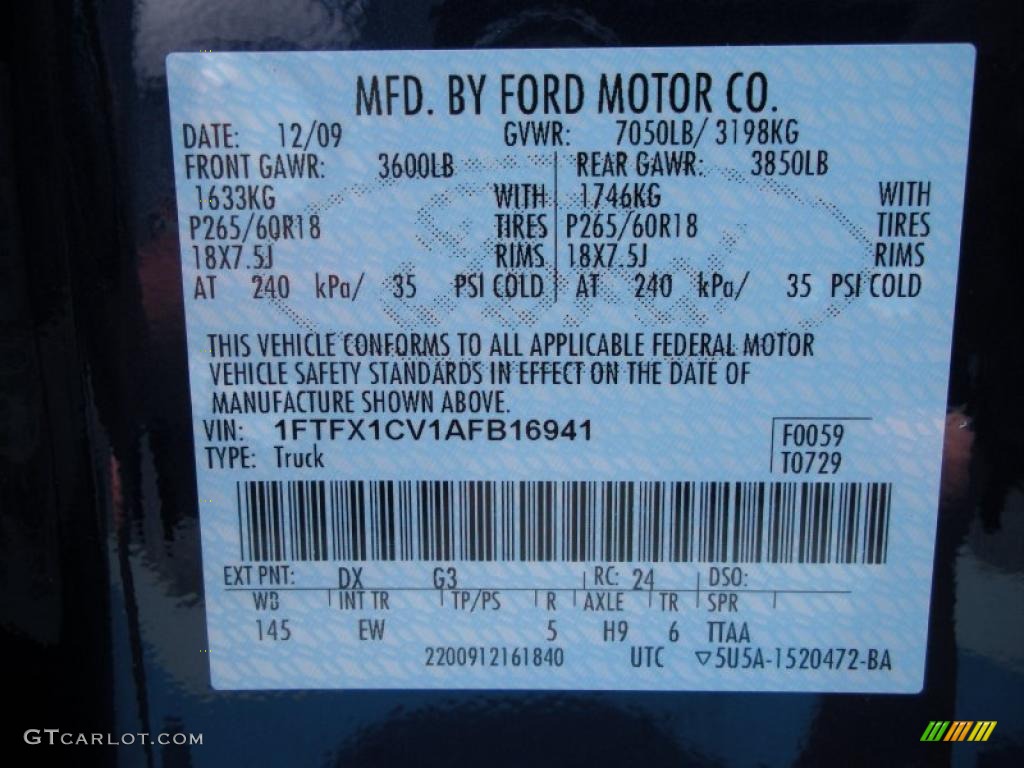 MFD. BY FORD MOTOR CO.
DATE: 12/09 GVWR: 7050LB/ 3198KG
FRONT GAWR: 3600LB REAR GAWR: 3850LB
1633KG WITH 1746KG WITH
P265/60R18 TIRES P265/60R18 TIRES
18X7.5J RIMS 18X7.5J RIMS
AT 240 kPa/ 35 PSI COLD AT 240 kPa/ 35 PSI COLD
THIS VEHICLE CONFORMS TO ALL APPLICABLE FEDERAL MOTOR
VEHICLE SAFETY STANDARDS IN EFFECT ON THE DATE OF
MANUFACTURE SHOWN ABOVE.
VIN: 1FTFX1CV1AFB16941 F0059
TYPE: Truck T0729
EXT PNT: DX G3 RC: 24 DSO:
WB INT TR TP/PS R AXLE TR SPR
145 EW 5 H9 6 TTAA
2200912161840 UTC ▽5U5A-1520472-BA
GTCARLOT.COM